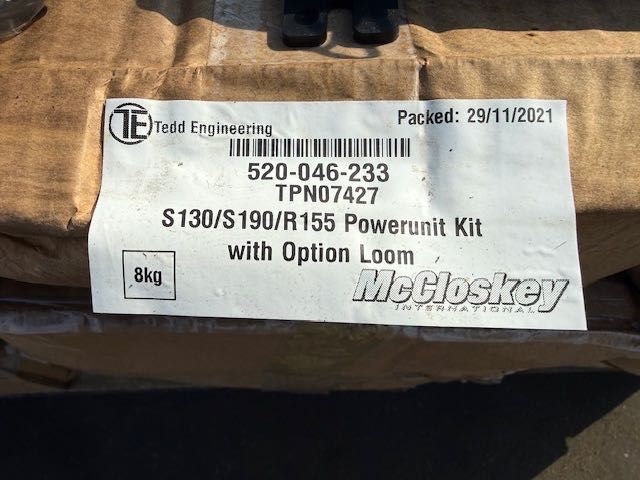 TE Tedd Engineering
Packed: 29/11/2021
520-046-233
TPN07427
S130/S190/R155 Powerunit Kit
with Option Loom
8kg
McCloskey
INTERNATIONAL